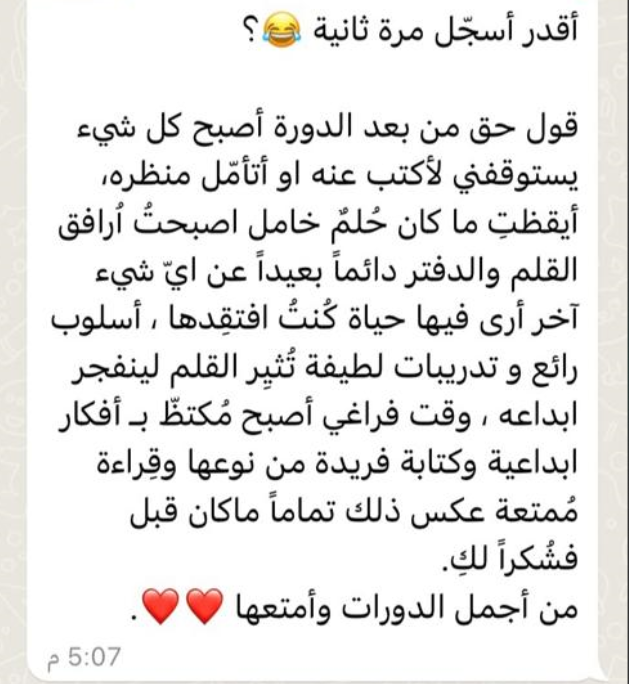 أقدر أسجّل مرة ثانية 😂؟
قول حق من بعد الدورة أصبح كل شيء
يستوقفني لأكتب عنه او أتأمّل منظره،
أيقظتِ ما كان حُلمٌ خامل اصبحتُ اُرافق
القلم والدفتر دائماً بعيداً عن ايّ شيء
آخر أرى فيها حياة كُنتُ افتقِدها ، أسلوب
رائع و تدريبات لطيفة تُثيِر القلم لينفجر
ابداعه ، وقت فراغي أصبح مُكتظّ بـ أفكار
ابداعية وكتابة فريدة من نوعها وقِراءة
مُمتعة عكس ذلك تماماً ماكان قبل
فشُكراً لكِ.
من أجمل الدورات وأمتعها ❤️❤️.
5:07 م